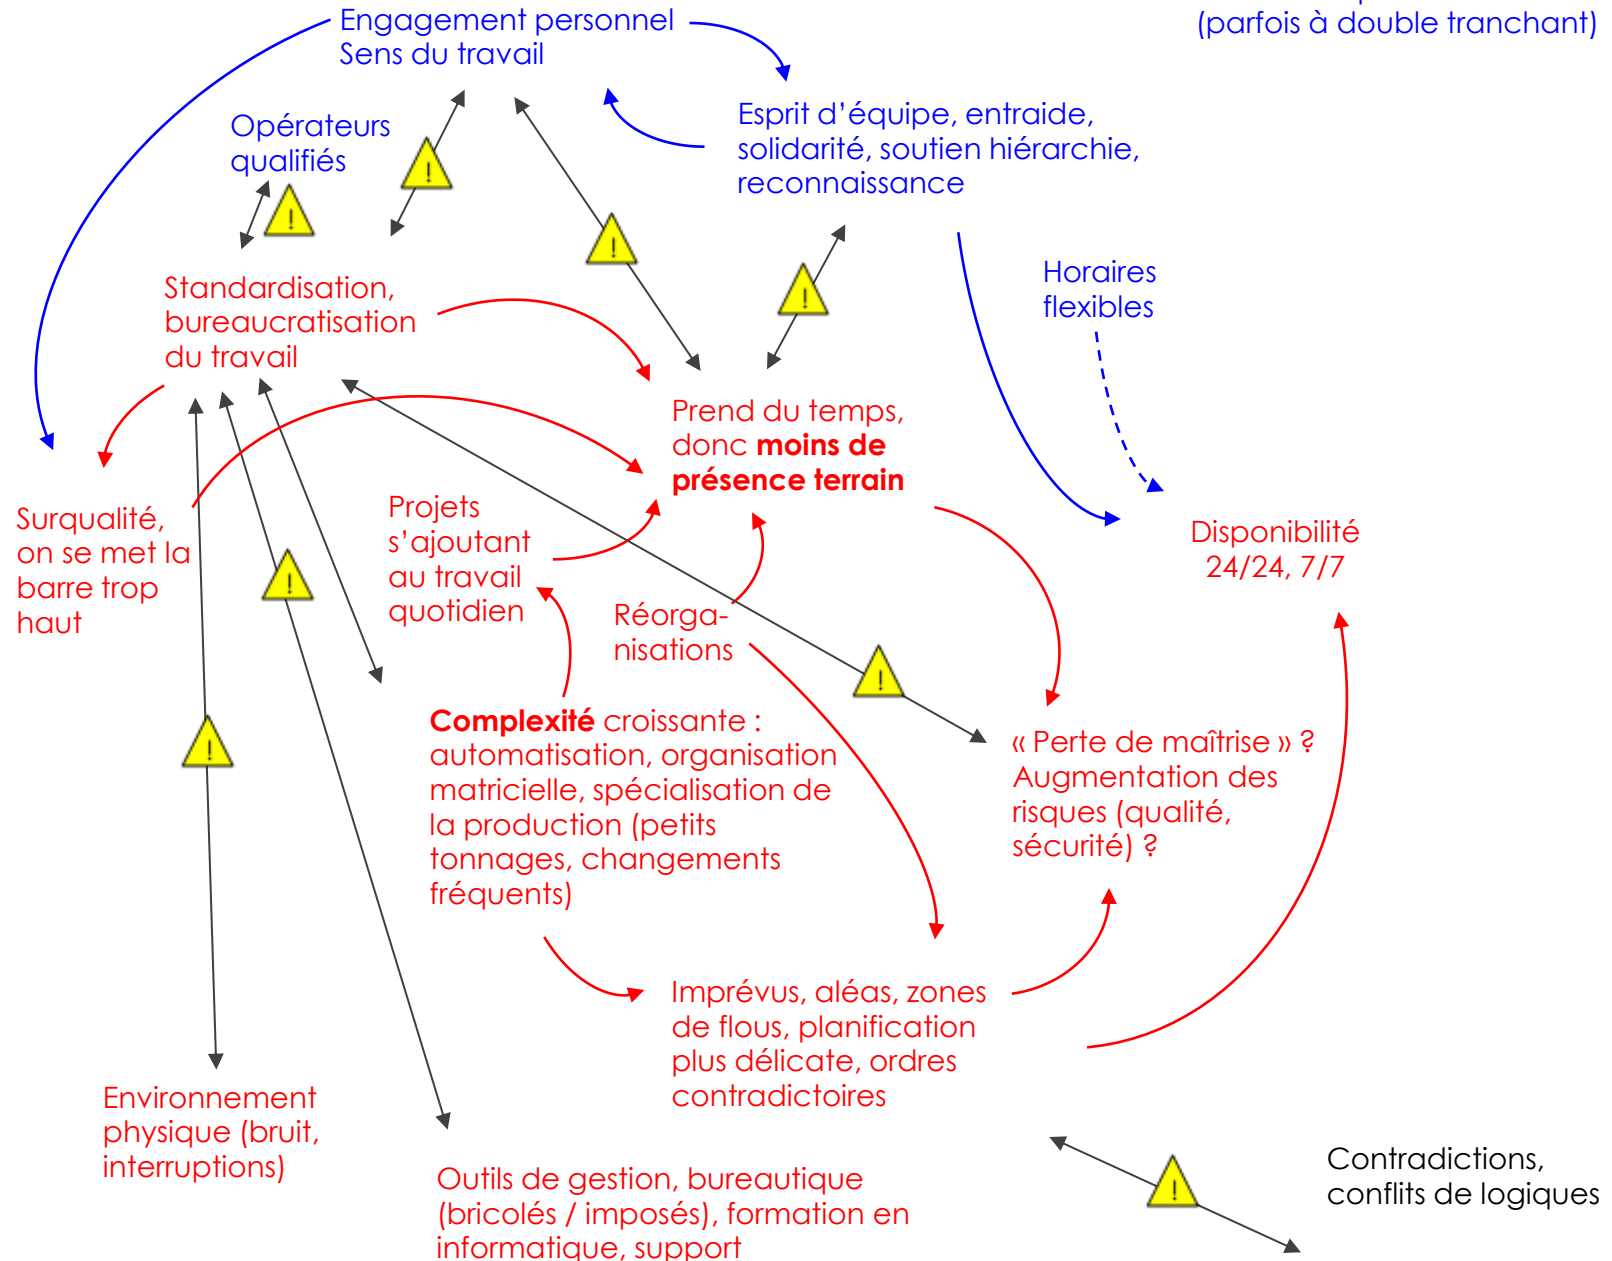 Engagement personnel
Sens du travail
(parfois à double tranchant)
Opérateurs
qualifiés
Esprit d’équipe, entraide,
solidarité, soutien hiérarchie,
reconnaissance
Horaires
flexibles
Standardisation,
bureaucratisation
du travail
Prend du temps,
donc moins de
présence terrain
Surqualité,
on se met la
barre trop
haut
Projets
s’ajoutant
au travail
quotidien
Réorga-
nisations
Disponibilité
24/24, 7/7
Complexité croissante :
automatisation, organisation
matricielle, spécialisation de
la production (petits
tonnages, changements
fréquents)
« Perte de maîtrise » ?
Augmentation des
risques (qualité,
sécurité) ?
Imprévus, aléas, zones
de flous, planification
plus délicate, ordres
contradictoires
Environnement
physique (bruit,
interruptions)
Outils de gestion, bureautique
(bricolés / imposés), formation en
informatique, support
Contradictions,
conflits de logiques